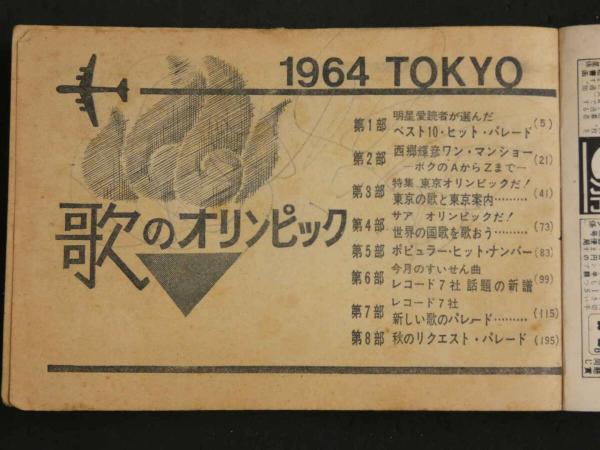 1964 TOKYO
歌のオリンピック
第1部 明星愛読者が選んだ
ベスト10・ヒット・パレード (5)
第2部 西郷輝彦ワン・マンショー
—ボクのAからZまで— (21)
第3部 特集 東京オリンピックだ!
東京の歌と東京案内……… (41)
第4部 サア オリンピックだ!
世界の国歌を歌おう……… (73)
第5部 ポピュラー・ヒット・ナンバー (83)
第6部 今月のすいせん曲
レコード7社 話題の新譜 (99)
第7部 レコード7社
新しい歌のパレード……… (115)
第8部 秋のリクエスト・パレード (195)